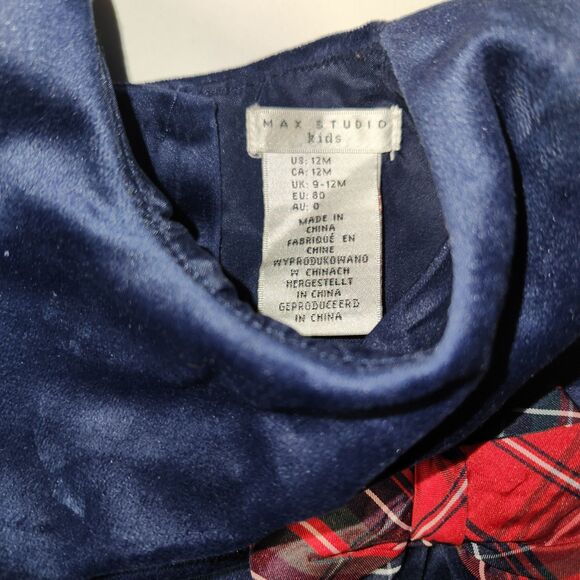 MAX STUDIO
kids
US: 12M
CA: 12M
UK: 9-12M
EU: 80
AU: 0
MADE IN
CHINA
FABRIQUÉ EN
CHINE
WYPRODUKOWANO
W CHINACH
HERGESTELLT
IN CHINA
GEPRODUCEERD
IN CHINA